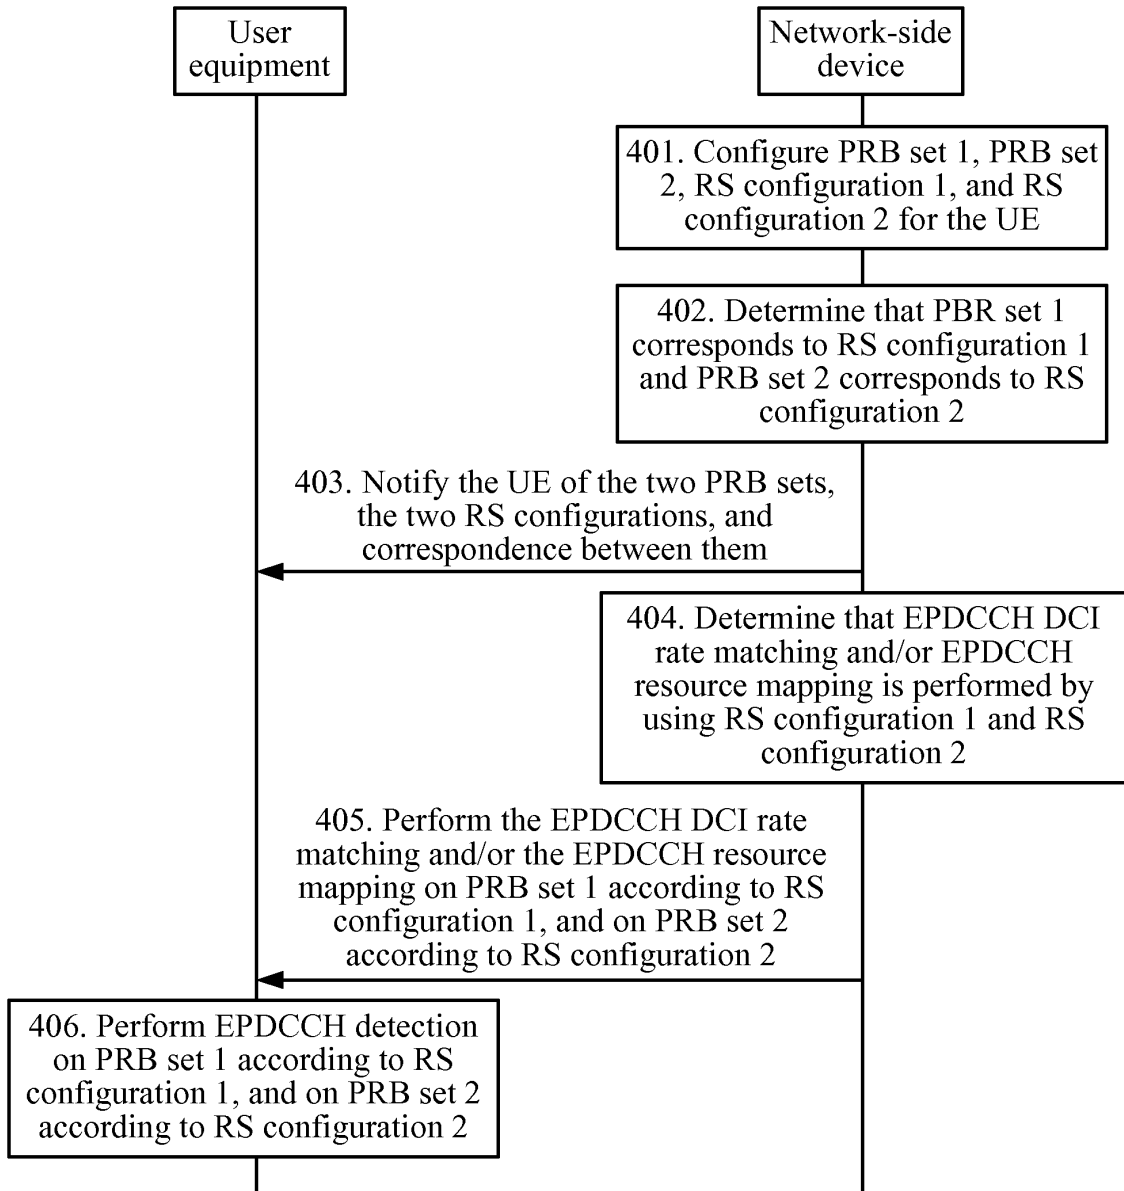 User
equipment
Network-side
device
401. Configure PRB set 1, PRB set
2, RS configuration 1, and RS
configuration 2 for the UE
402. Determine that PBR set 1
corresponds to RS configuration 1
and PRB set 2 corresponds to RS
configuration 2
403. Notify the UE of the two PRB sets,
the two RS configurations, and
correspondence between them
404. Determine that EPDCCH DCI
rate matching and/or EPDCCH
resource mapping is performed by
using RS configuration 1 and RS
configuration 2
405. Perform the EPDCCH DCI rate
matching and/or the EPDCCH resource
mapping on PRB set 1 according to RS
configuration 1, and on PRB set 2
according to RS configuration 2
406. Perform EPDCCH detection
on PRB set 1 according to RS
configuration 1, and on PRB set 2
according to RS configuration 2